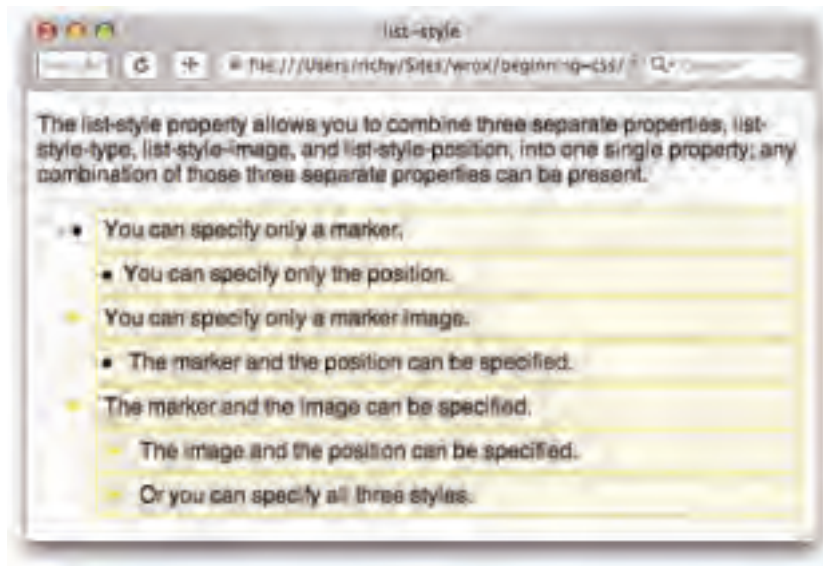 list-style
file:///Users/richy/Sites/wrox/beginning-css/
The list-style property allows you to combine three separate properties, list-
style-type, list-style-image, and list-style-position, into one single property; any
combination of those three separate properties can be present.
You can specify only a marker.
You can specify only the position.
You can specify only a marker image.
The marker and the position can be specified.
The marker and the image can be specified.
The image and the position can be specified.
Or you can specify all three styles.